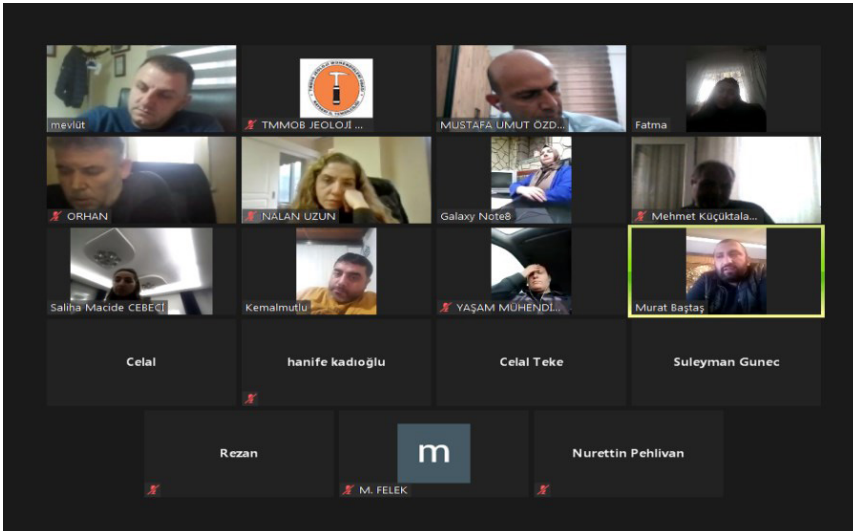 mevlüt
TMMOB JEOLOJİ ...
MUSTAFA UMUT ÖZD...
Fatma
ORHAN
NALAN UZUN
Galaxy Note8
Mehmet Küçüktala...
Saliha Macide CEBECİ
Kemalmutlu
YAŞAM MÜHENDİ...
Murat Baştaş
Celal
hanife kadıoğlu
Celal Teke
Suleyman Gunec
Rezan
m
M. FELEK
Nurettin Pehlivan